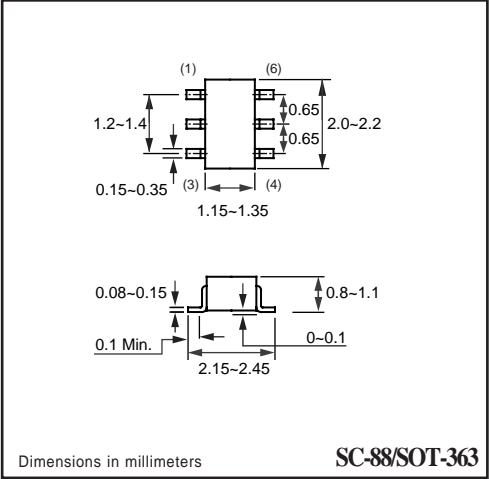 (1) (6)
0.65
1.2~1.4 2.0~2.2
0.65
0.15~0.35 (3) (4)
1.15~1.35
0.08~0.15 0.8~1.1
0.1 Min. 0~0.1
2.15~2.45
Dimensions in millimeters SC-88/SOT-363